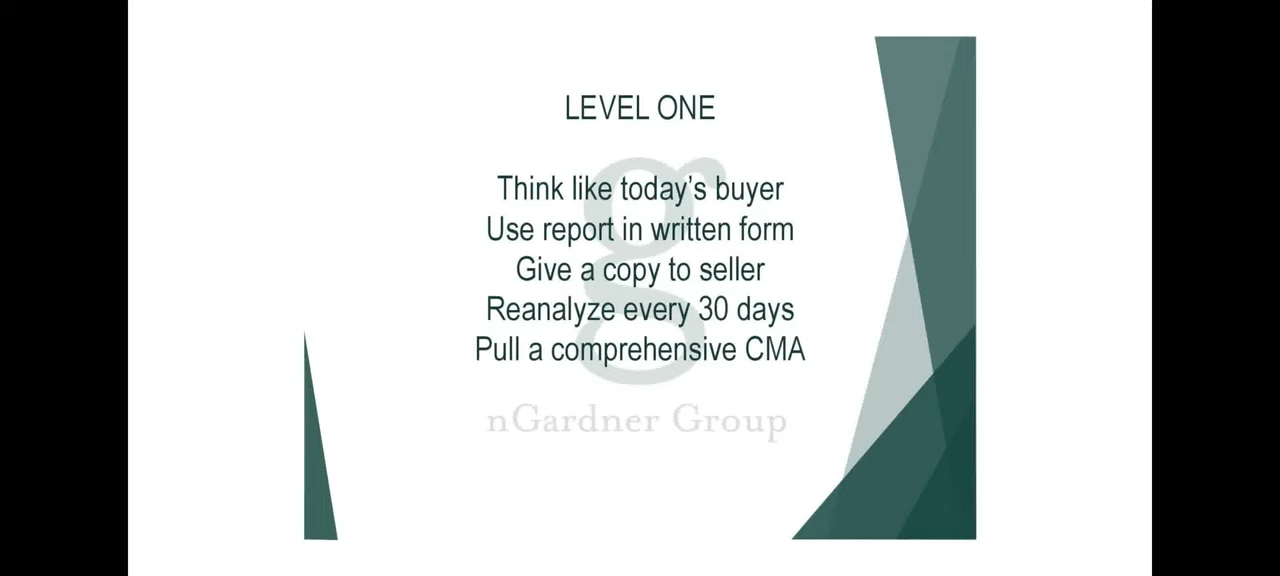 LEVEL ONE
Think like today’s buyer
Use report in written form
Give a copy to seller
Reanalyze every 30 days
Pull a comprehensive CMA
g
nGardner Group